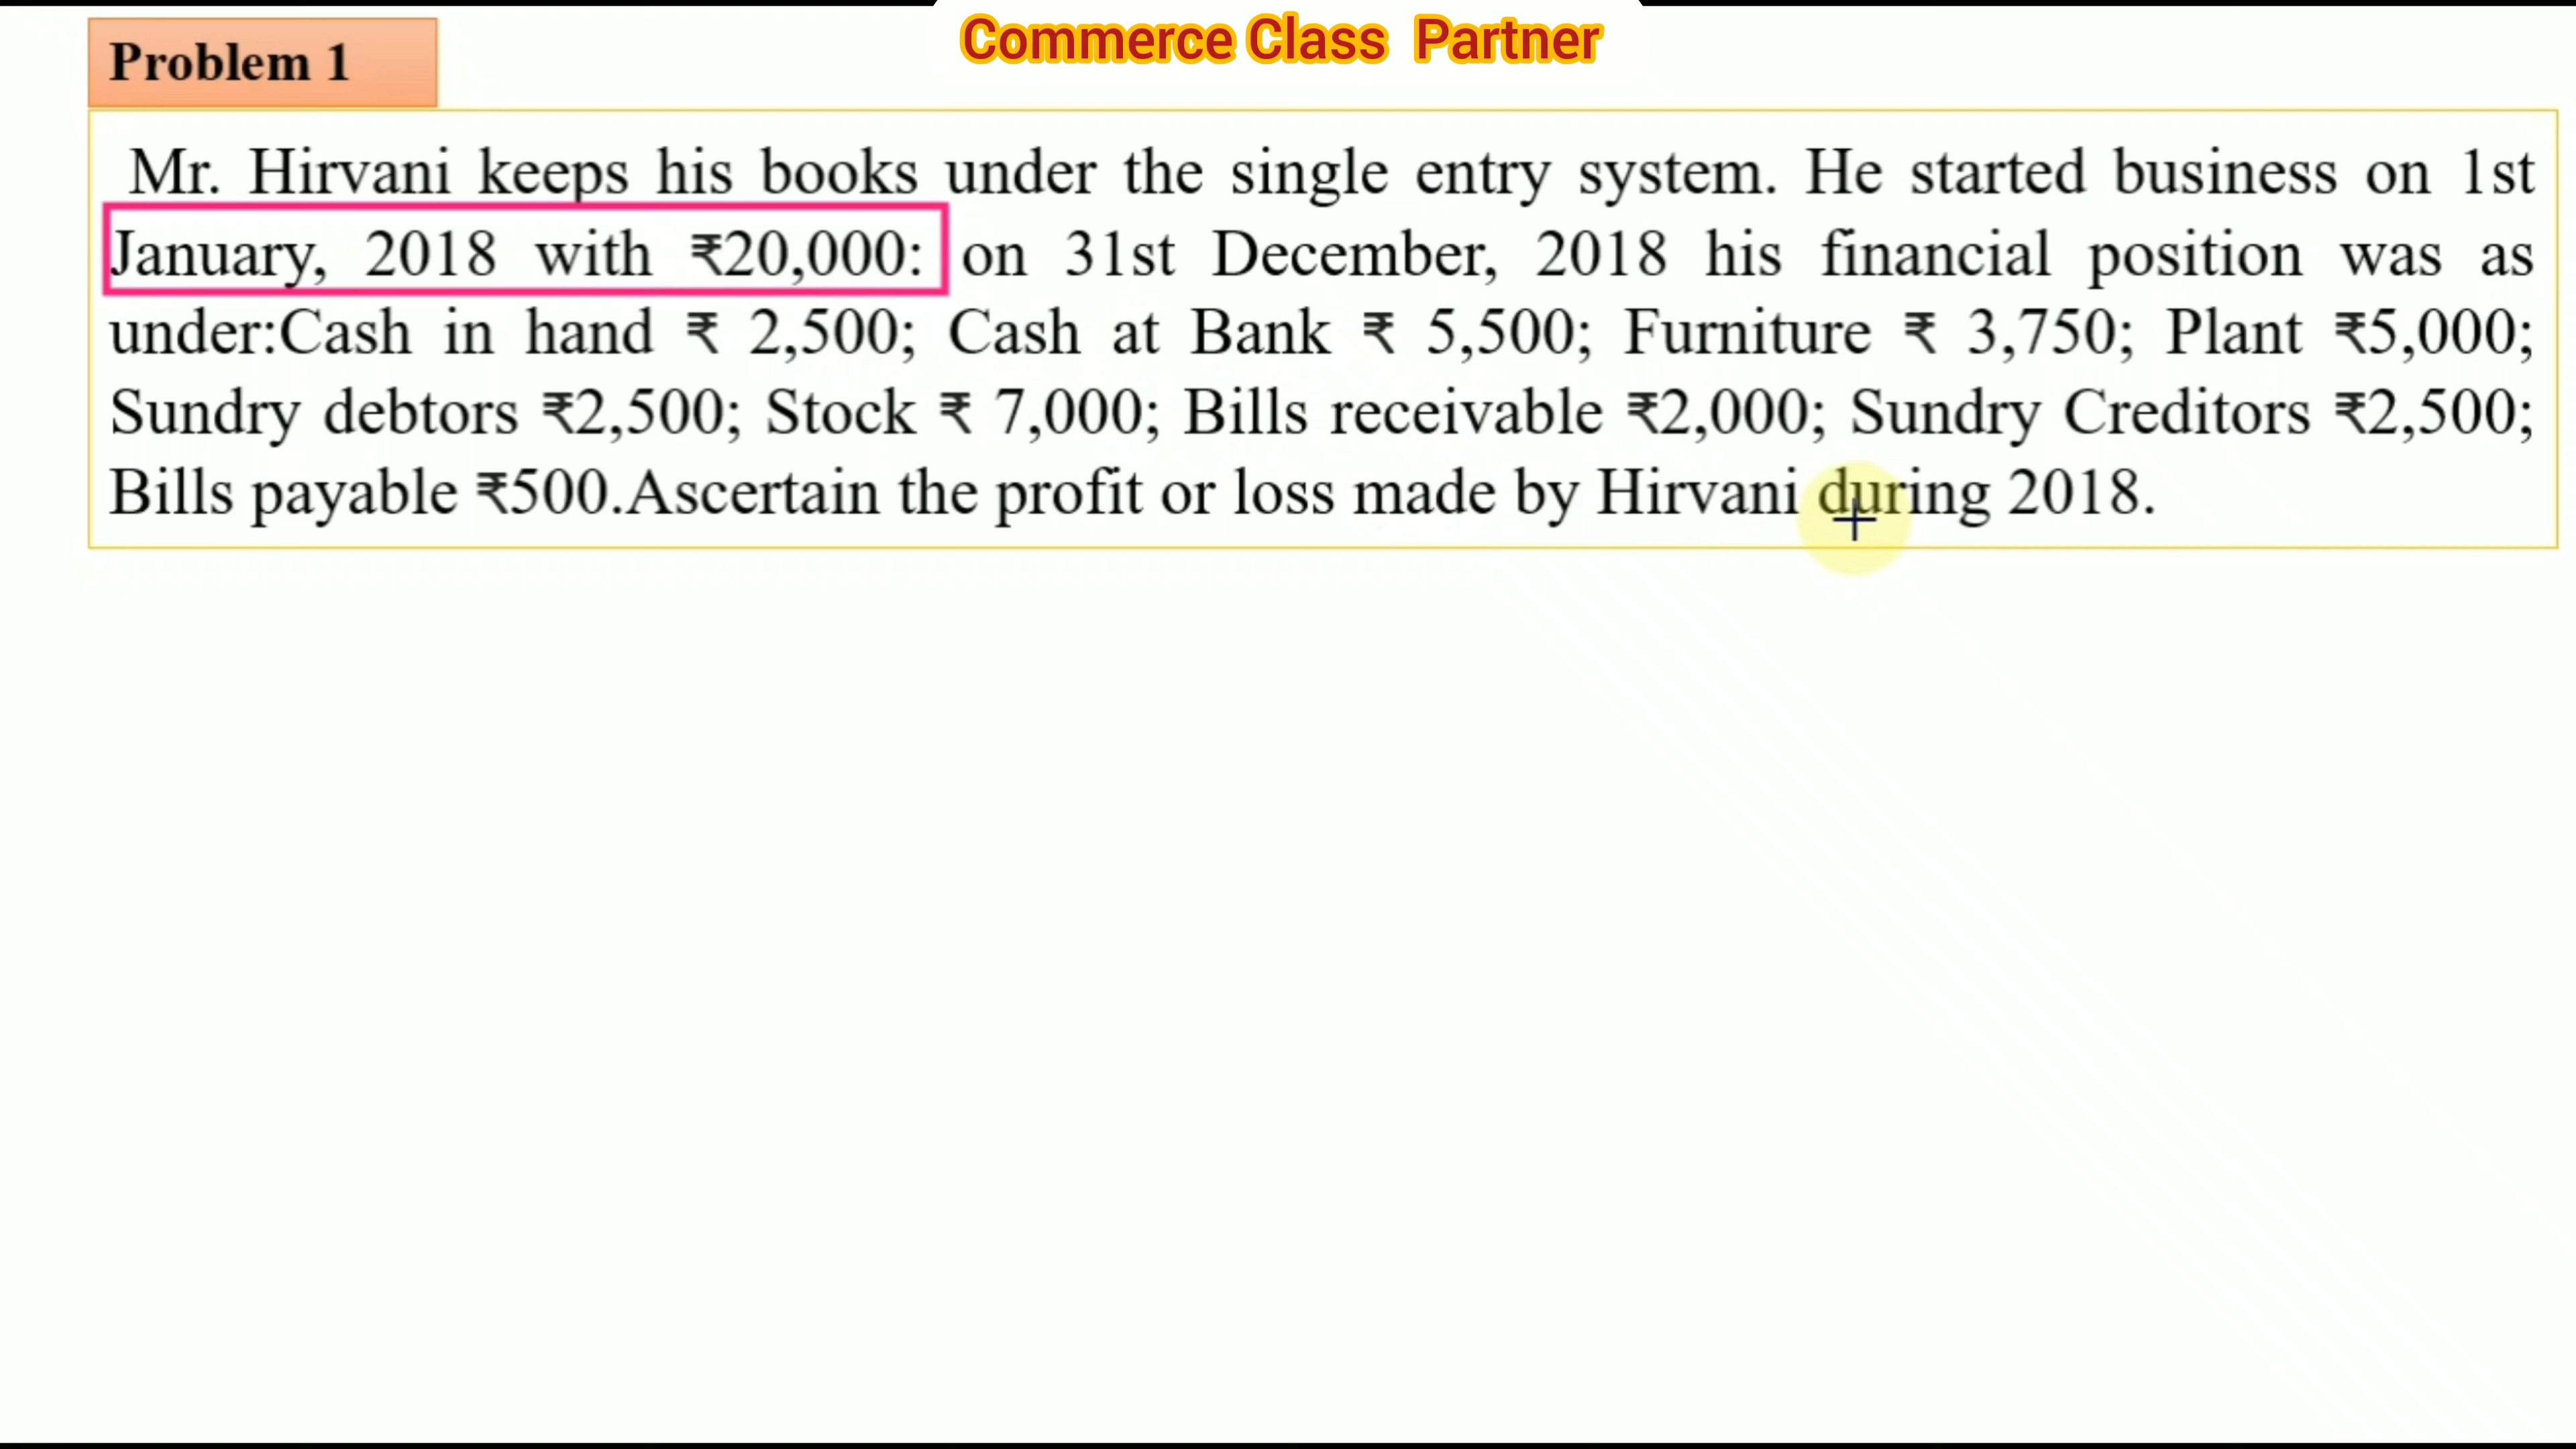 Commerce Class Partner
Problem 1
Mr. Hirvani keeps his books under the single entry system. He started business on 1st
January, 2018 with ₹20,000: on 31st December, 2018 his financial position was as
under:Cash in hand ₹ 2,500; Cash at Bank ₹ 5,500; Furniture ₹ 3,750; Plant ₹5,000;
Sundry debtors ₹2,500; Stock ₹ 7,000; Bills receivable ₹2,000; Sundry Creditors ₹2,500;
Bills payable ₹500.Ascertain the profit or loss made by Hirvani during 2018.